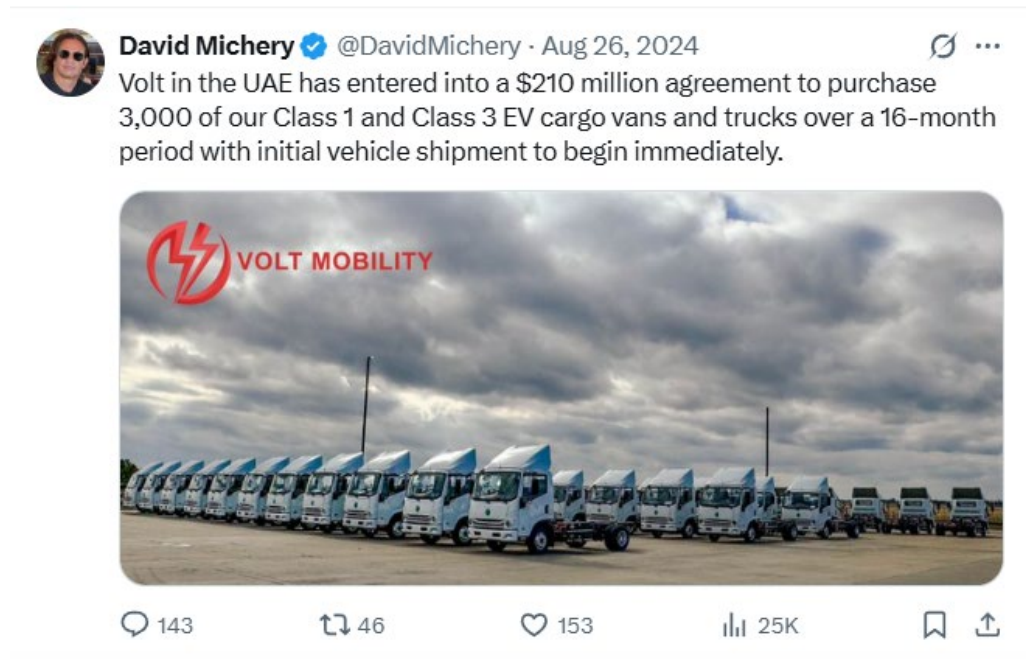 David Michery @DavidMichery · Aug 26, 2024
Volt in the UAE has entered into a $210 million agreement to purchase
3,000 of our Class 1 and Class 3 EV cargo vans and trucks over a 16-month
period with initial vehicle shipment to begin immediately.
VOLT MOBILITY
143 46 153 25K